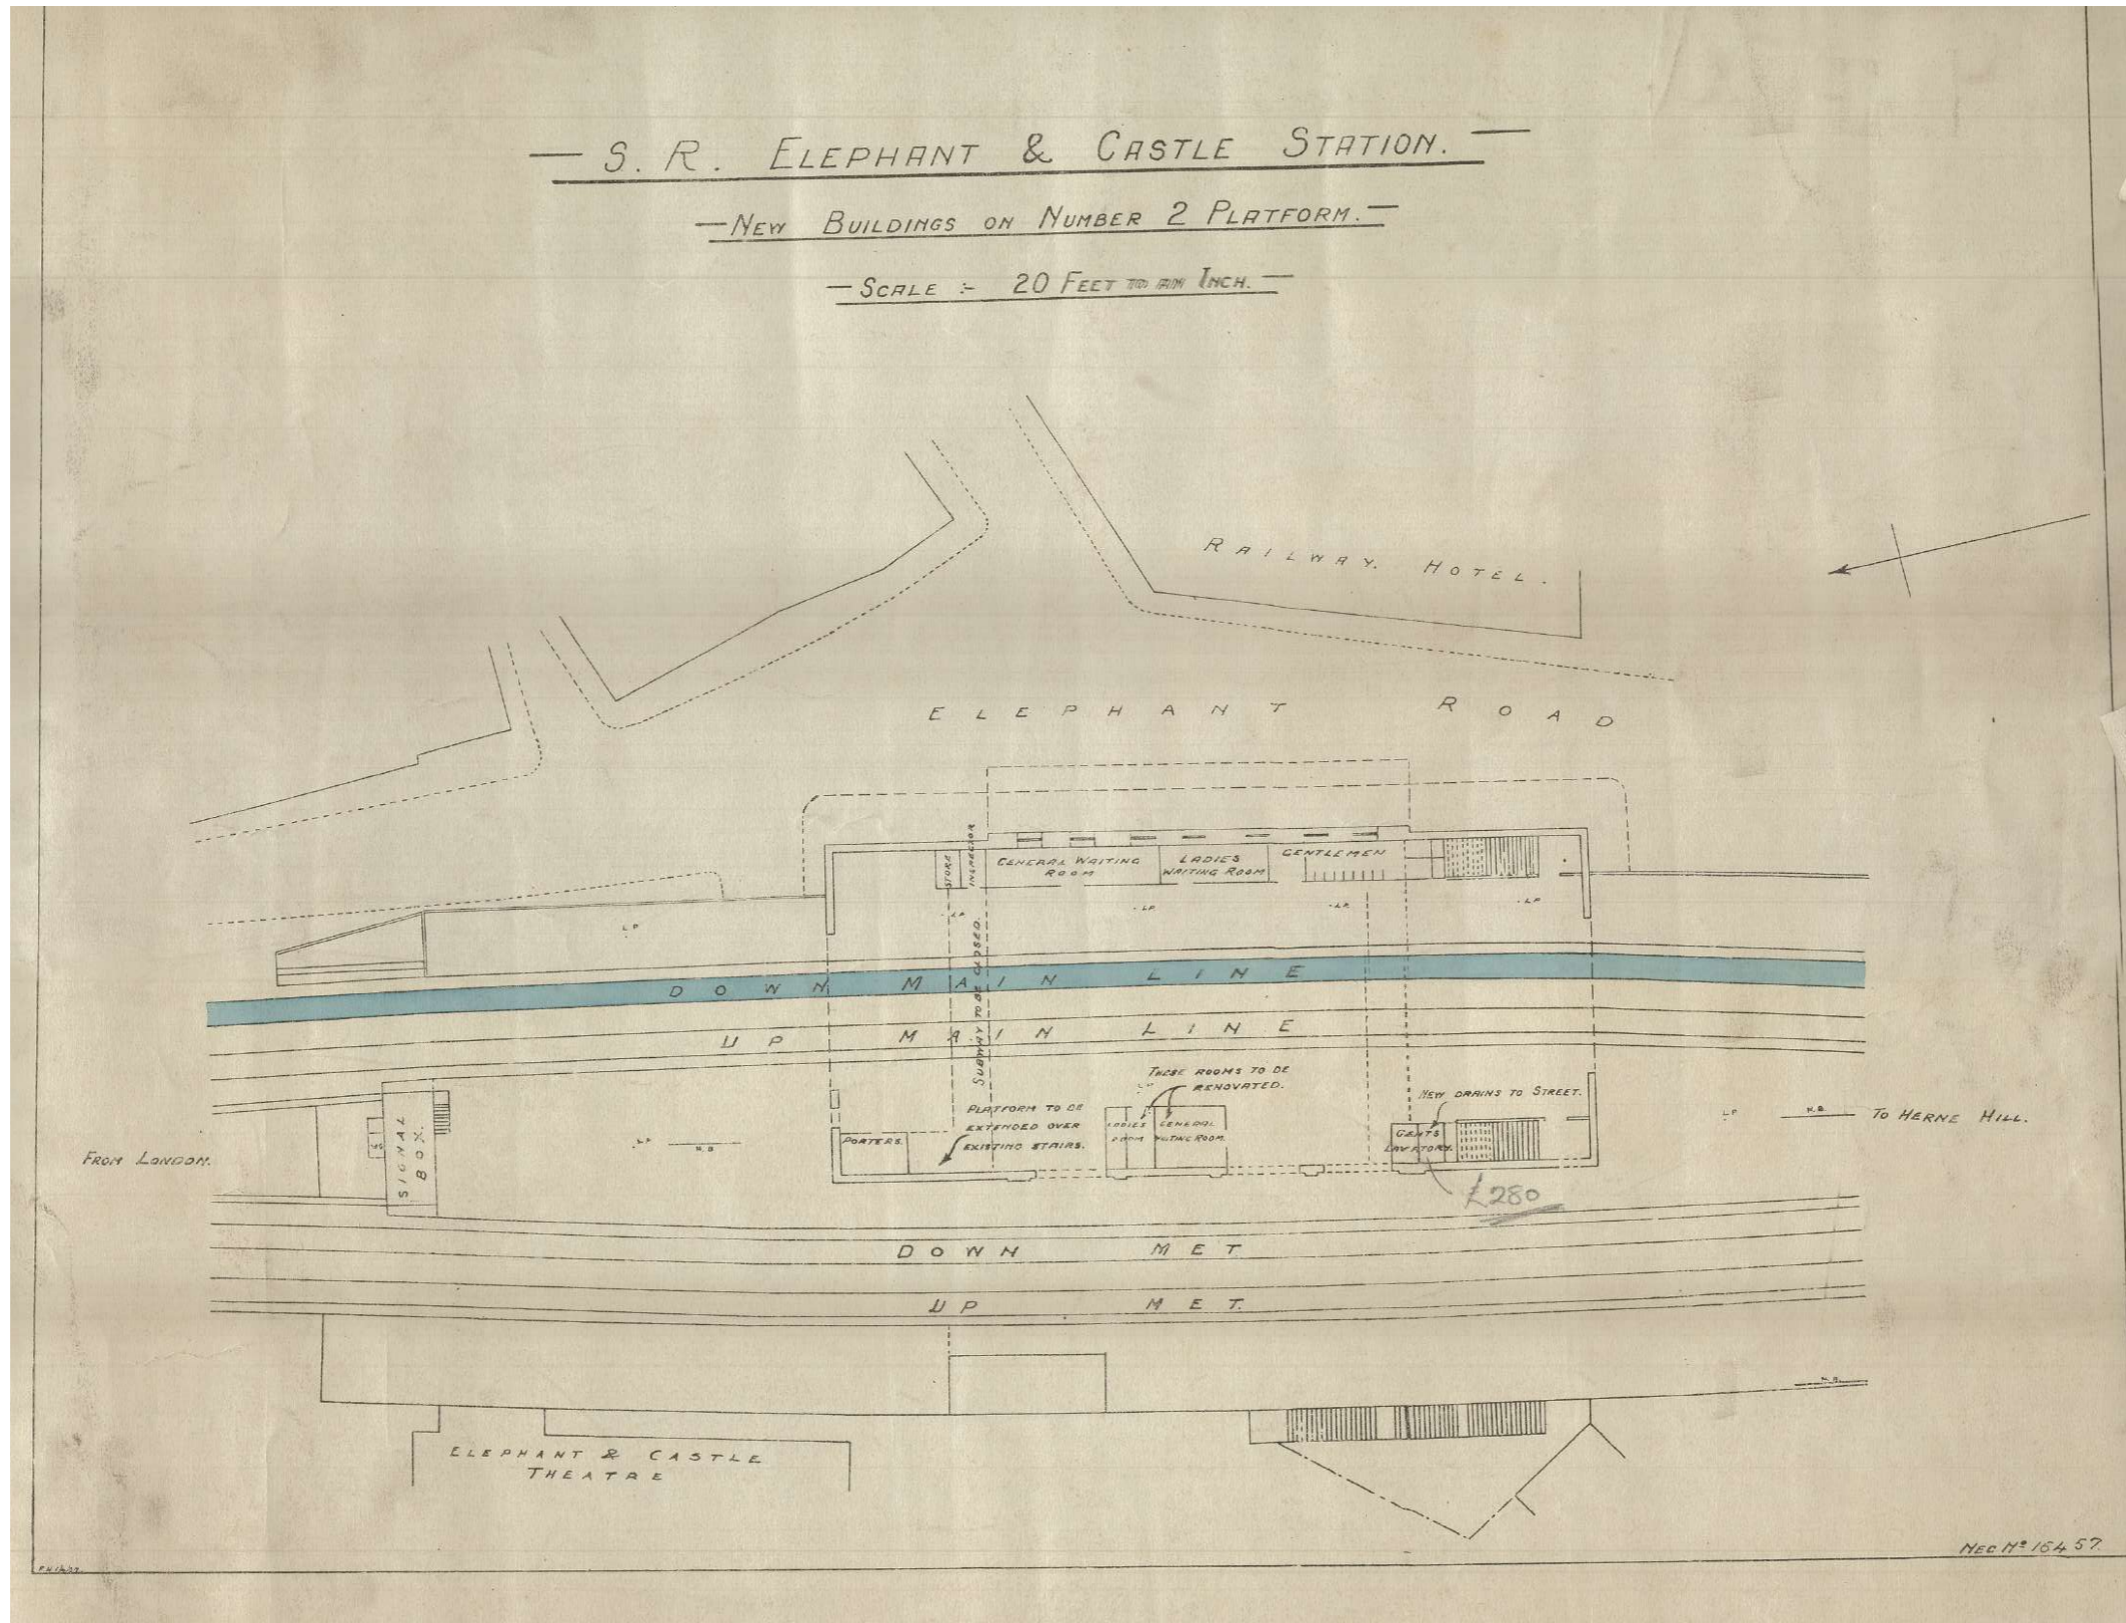 — S. R. ELEPHANT & CASTLE STATION. —
— NEW BUILDINGS ON NUMBER 2 PLATFORM. —
— SCALE :- 20 FEET TO AN INCH. —
RAILWAY. HOTEL.
ELEPHANT ROAD
STORE
INSPECTOR
GENERAL WAITING
ROOM
LADIES
WAITING ROOM
GENTLEMEN
L.P.
L.P.
L.P.
L.P.
L.P.
SUBWAY TO BE CLOSED.
DOWN MAIN LINE
UP MAIN LINE
THESE ROOMS TO BE
RENOVATED.
NEW DRAINS TO STREET.
PLATFORM TO BE
EXTENDED OVER
EXISTING STAIRS.
PORTERS.
LADIES
ROOM
GENERAL
WAITING ROOM
GENTS
LAVATORY.
SIGNAL
BOX.
L.P.
N.B.
L.P.
N.B.
TO HERNE HILL.
FROM LONDON.
£280
DOWN MET
UP MET.
N.B.
ELEPHANT & CASTLE
THEATRE
NEG Nº 16457